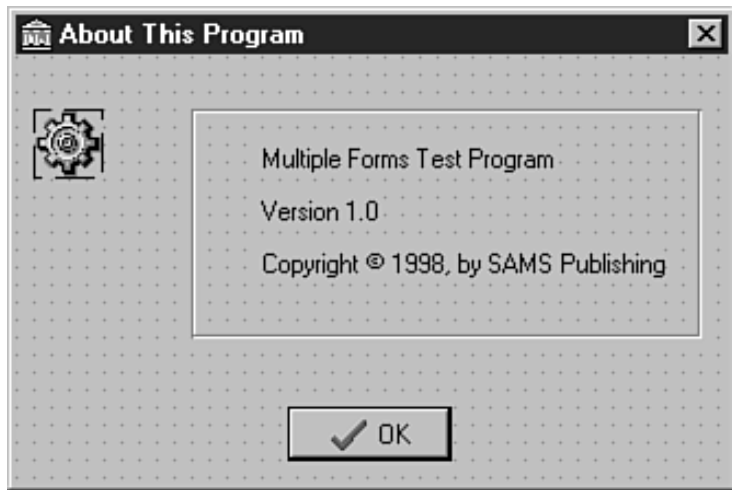 About This Program
Multiple Forms Test Program
Version 1.0
Copyright © 1998, by SAMS Publishing
OK